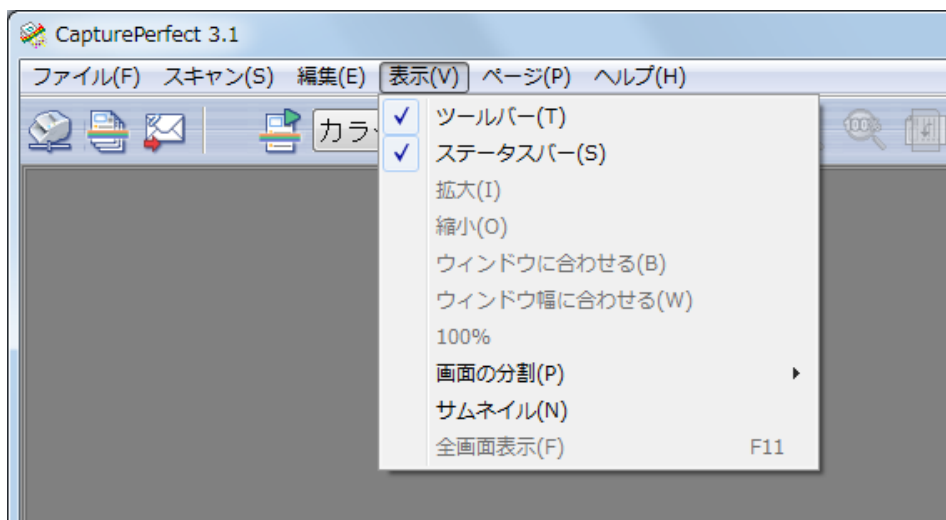 CapturePerfect 3.1
ファイル(F) スキャン(S) 編集(E) 表示(V) ページ(P) ヘルプ(H)
カラ
100%
ツールバー(T)
ステータスバー(S)
拡大(I)
縮小(O)
ウィンドウに合わせる(B)
ウィンドウ幅に合わせる(W)
100%
画面の分割(P)
サムネイル(N)
全画面表示(F) F11